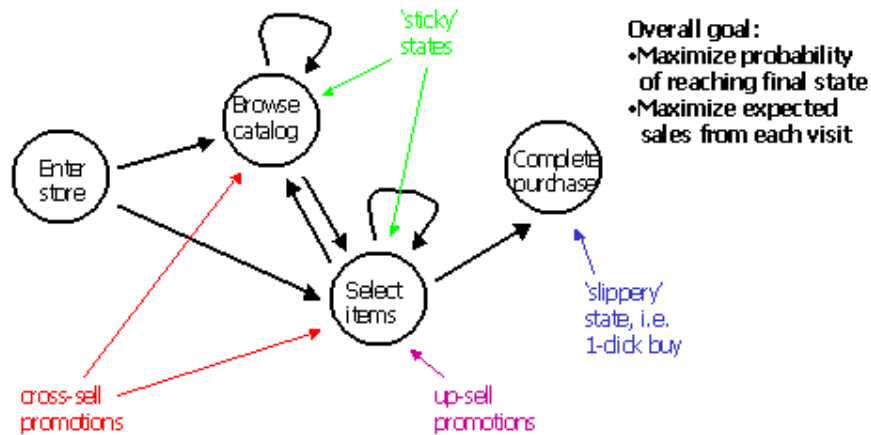 'sticky'
states
Overall goal:
•Maximize probability
of reaching final state
•Maximize expected
sales from each visit
Browse
catalog
Enter
store
Complete
purchase
Select
items
'slippery'
state, i.e.
1-click buy
cross-sell
promotions
up-sell
promotions